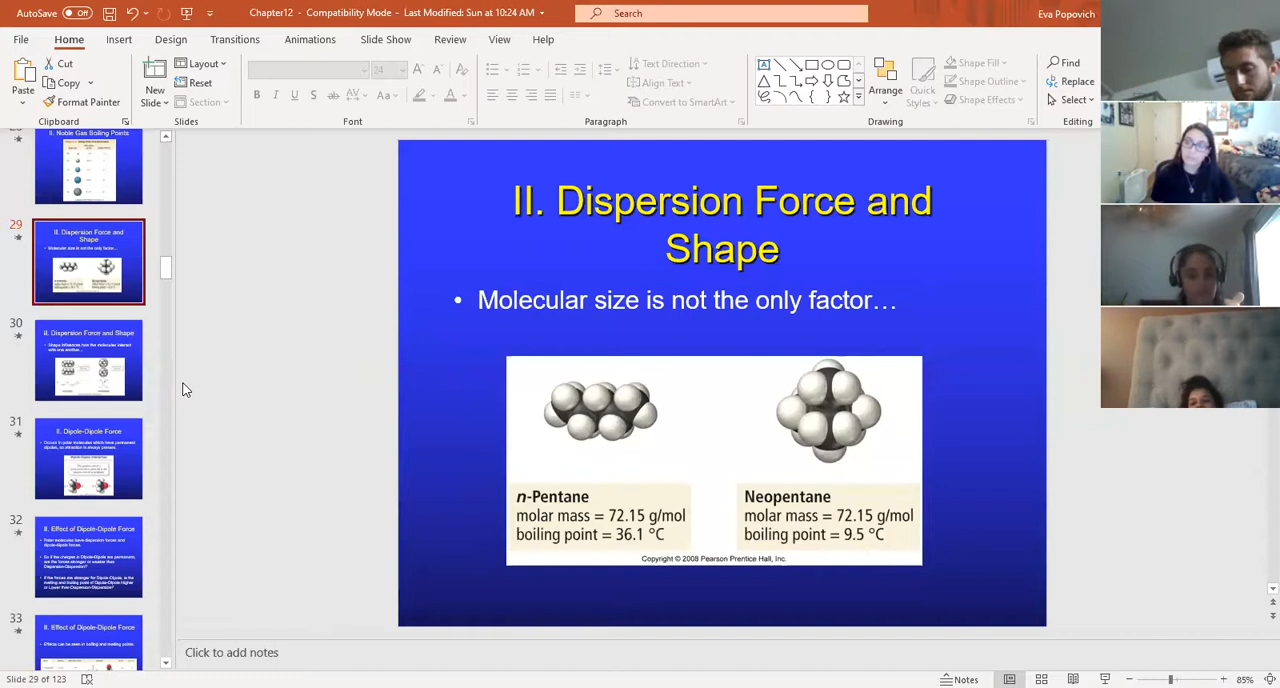 AutoSave Off
Chapter12 - Compatibility Mode - Last Modified: Sun at 10:24 AM
Search
Eva Popovich
File Home Insert Design Transitions Animations Slide Show Review View Help
Paste
Cut
Copy
Format Painter
Clipboard
New Slide
Layout
Reset
Section
Slides
24
B I U S ab AV Aa A
Font
Text Direction
Align Text
Convert to SmartArt
Paragraph
Arrange
Quick Styles
Shape Fill
Shape Outline
Shape Effects
Drawing
Find
Replace
Select
Editing
II. Noble Gas Boiling Points
29
II. Dispersion Force and
Shape
Molecular size is not the only factor…
30
II. Dispersion Force and Shape
Shape influences how the molecules interact
with one another…
31
II. Dipole-Dipole Force
Occurs in polar molecules which have permanent
dipoles, so attraction is always present.
32
II. Effect of Dipole-Dipole Force
Polar molecules have dispersion forces and
dipole-dipole forces.
So if the charges in Dipole-Dipole are permanent,
are the forces stronger or weaker than
Dispersion-Dispersion?
If the forces are stronger for Dipole-Dipole, is the
melting and boiling point of Dipole-Dipole Higher
or Lower than Dispersion-Dispersion?
33
II. Effect of Dipole-Dipole Force
Effects can be seen in boiling and melting points.
II. Dispersion Force and
Shape
• Molecular size is not the only factor…
n-Pentane
molar mass = 72.15 g/mol
boiling point = 36.1 °C
Neopentane
molar mass = 72.15 g/mol
boiling point = 9.5 °C
Copyright © 2008 Pearson Prentice Hall, Inc.
Click to add notes
Slide 29 of 123
Notes
85%